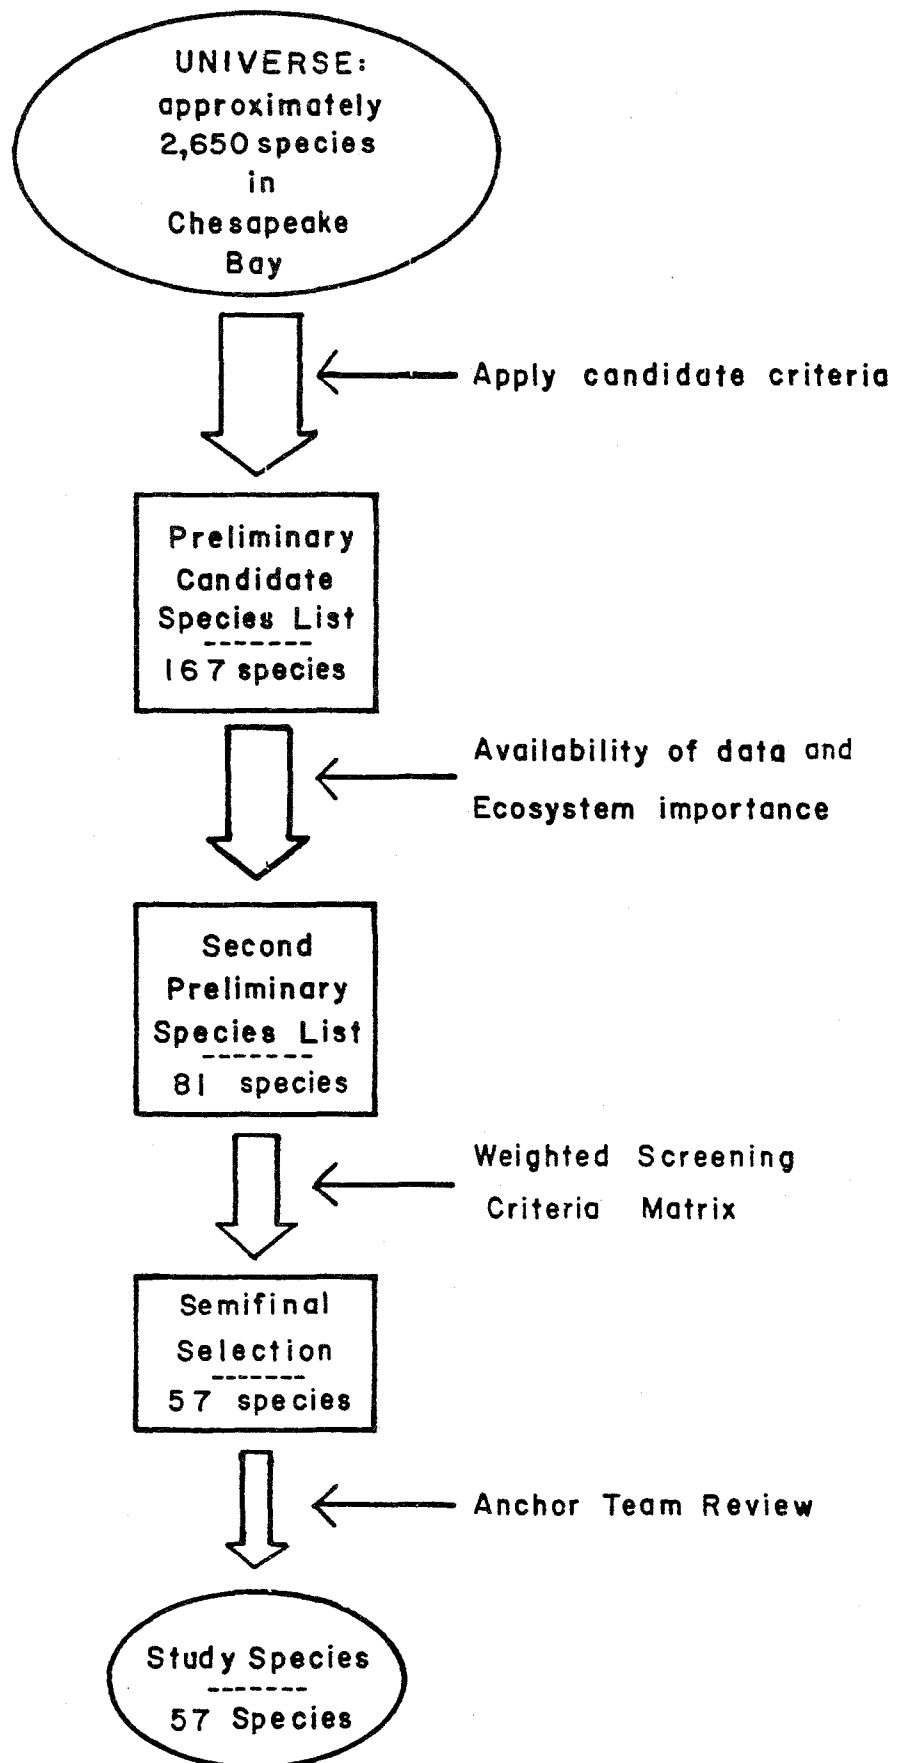 UNIVERSE:
approximately
2,650 species
in
Chesapeake
Bay
Apply candidate criteria
Preliminary
Candidate
Species List
167 species
Availability of data and
Ecosystem importance
Second
Preliminary
Species List
81 species
Weighted Screening
Criteria Matrix
Semifinal
Selection
57 species
Anchor Team Review
Study Species
57 Species